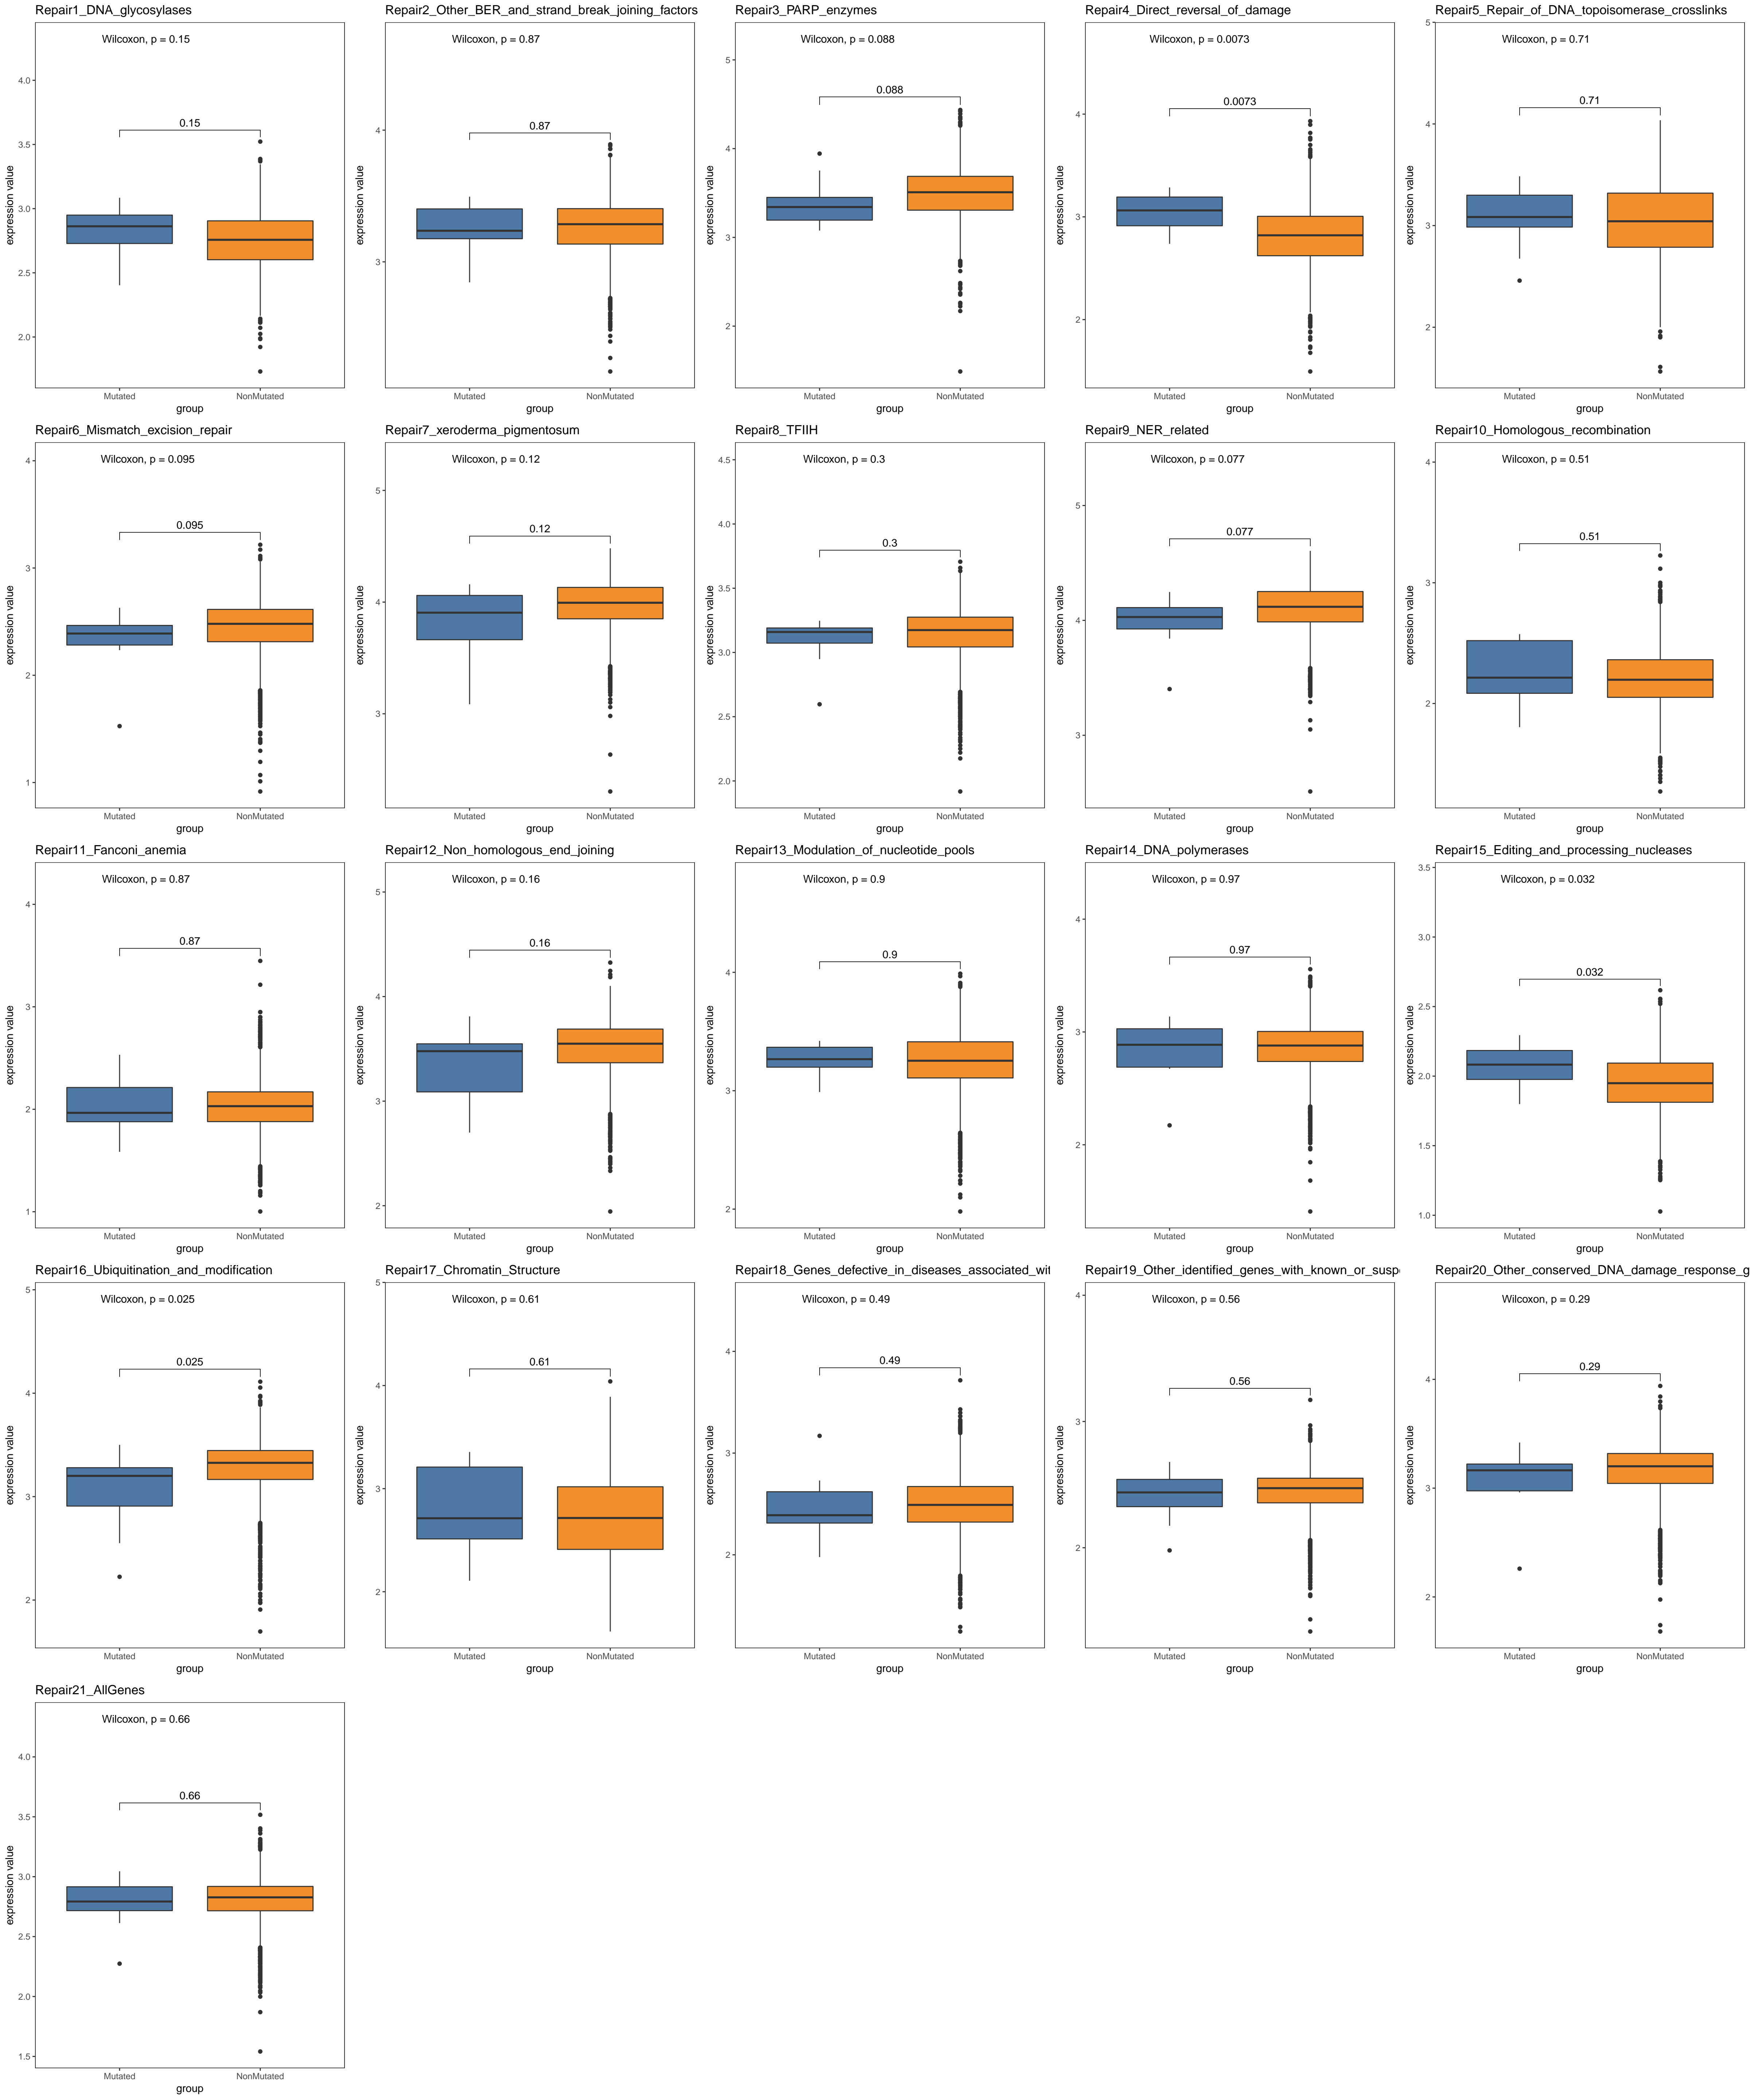 Repair1_DNA_glycosylases
Wilcoxon, p = 0.15
0.15
4.0
3.5
3.0
2.5
2.0
expression value
Mutated
NonMutated
group
Repair2_Other_BER_and_strand_break_joining_factors
Wilcoxon, p = 0.87
0.87
4
3
expression value
Mutated
NonMutated
group
Repair3_PARP_enzymes
Wilcoxon, p = 0.088
0.088
5
4
3
2
expression value
Mutated
NonMutated
group
Repair4_Direct_reversal_of_damage
Wilcoxon, p = 0.0073
0.0073
4
3
2
expression value
Mutated
NonMutated
group
Repair5_Repair_of_DNA_topoisomerase_crosslinks
Wilcoxon, p = 0.71
0.71
5
4
3
2
expression value
Mutated
NonMutated
group
Repair6_Mismatch_excision_repair
Wilcoxon, p = 0.095
0.095
4
3
2
1
expression value
Mutated
NonMutated
group
Repair7_xeroderma_pigmentosum
Wilcoxon, p = 0.12
0.12
5
4
3
expression value
Mutated
NonMutated
group
Repair8_TFIIH
Wilcoxon, p = 0.3
0.3
4.5
4.0
3.5
3.0
2.5
2.0
expression value
Mutated
NonMutated
group
Repair9_NER_related
Wilcoxon, p = 0.077
0.077
5
4
3
expression value
Mutated
NonMutated
group
Repair10_Homologous_recombination
Wilcoxon, p = 0.51
0.51
4
3
2
expression value
Mutated
NonMutated
group
Repair11_Fanconi_anemia
Wilcoxon, p = 0.87
0.87
4
3
2
1
expression value
Mutated
NonMutated
group
Repair12_Non_homologous_end_joining
Wilcoxon, p = 0.16
0.16
5
4
3
2
expression value
Mutated
NonMutated
group
Repair13_Modulation_of_nucleotide_pools
Wilcoxon, p = 0.9
0.9
4
3
2
expression value
Mutated
NonMutated
group
Repair14_DNA_polymerases
Wilcoxon, p = 0.97
0.97
4
3
2
expression value
Mutated
NonMutated
group
Repair15_Editing_and_processing_nucleases
Wilcoxon, p = 0.032
0.032
3.5
3.0
2.5
2.0
1.5
1.0
expression value
Mutated
NonMutated
group
Repair16_Ubiquitination_and_modification
Wilcoxon, p = 0.025
0.025
5
4
3
2
expression value
Mutated
NonMutated
group
Repair17_Chromatin_Structure
Wilcoxon, p = 0.61
0.61
5
4
3
2
expression value
Mutated
NonMutated
group
Repair18_Genes_defective_in_diseases_associated_wit
Wilcoxon, p = 0.49
0.49
4
3
2
expression value
Mutated
NonMutated
group
Repair19_Other_identified_genes_with_known_or_susp
Wilcoxon, p = 0.56
0.56
4
3
2
expression value
Mutated
NonMutated
group
Repair20_Other_conserved_DNA_damage_response_g
Wilcoxon, p = 0.29
0.29
4
3
2
expression value
Mutated
NonMutated
group
Repair21_AllGenes
Wilcoxon, p = 0.66
0.66
4.0
3.5
3.0
2.5
2.0
1.5
expression value
Mutated
NonMutated
group